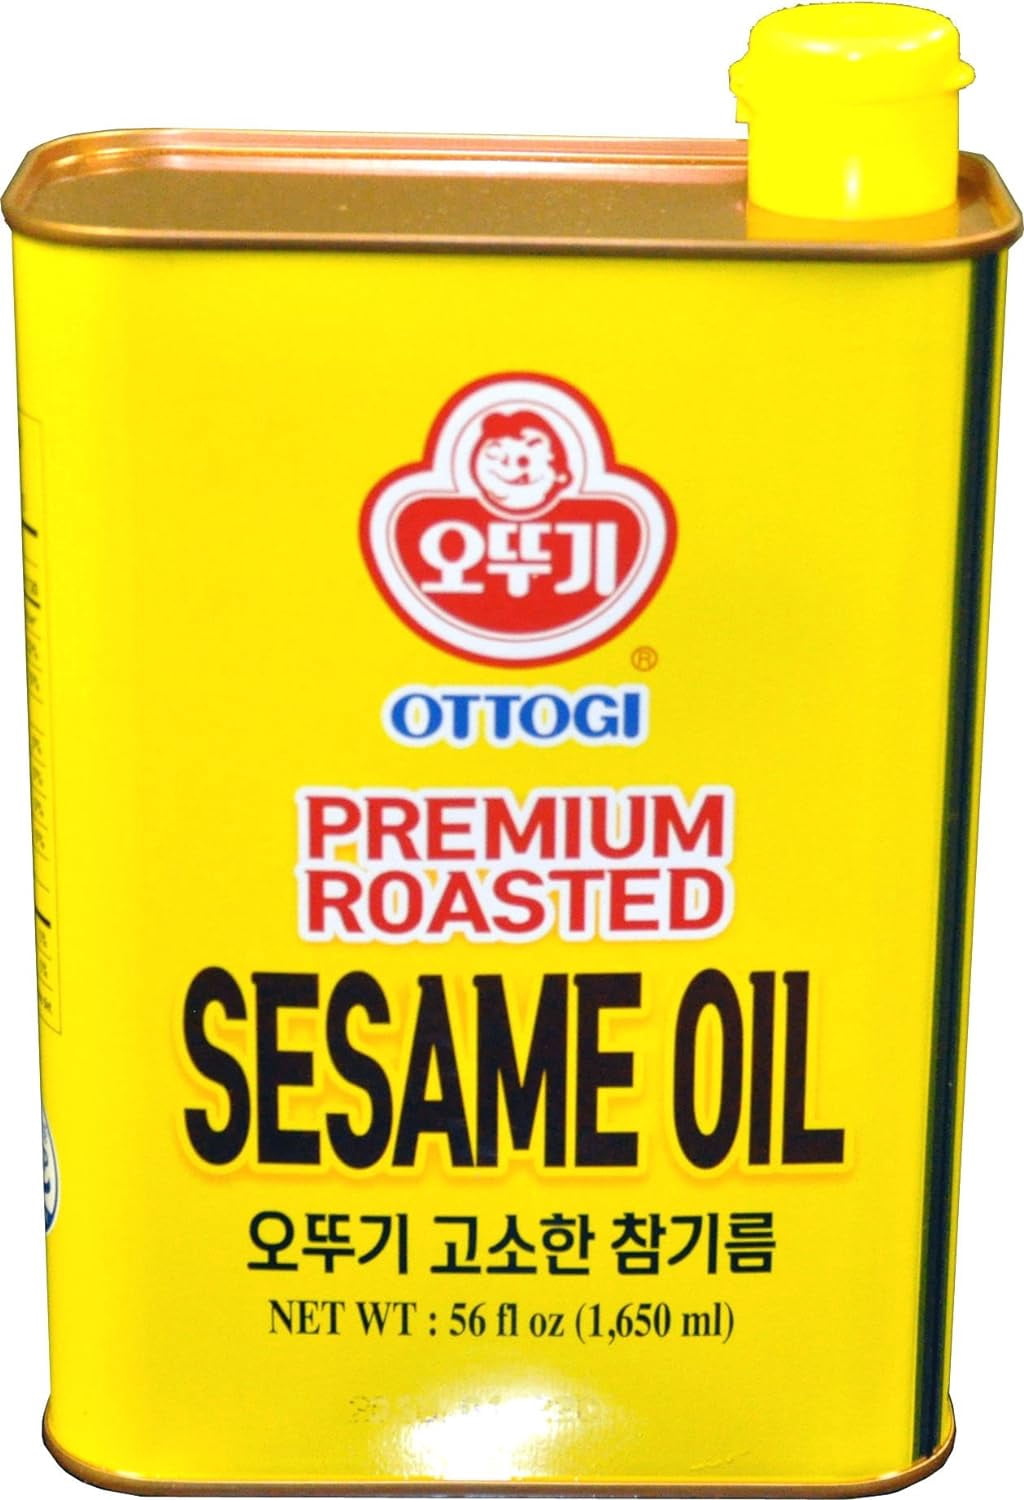 오뚜기
®
OTTOGI
PREMIUM
ROASTED
SESAME OIL
오뚜기 고소한 참기름
NET WT : 56 fl oz (1,650 ml)